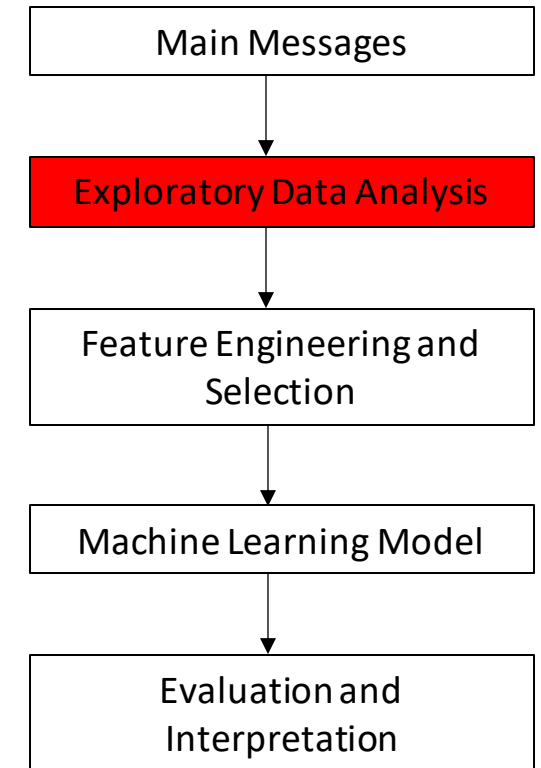 Main Messages
Exploratory Data Analysis
Feature Engineering and
Selection
Machine Learning Model
Evaluation and
Interpretation